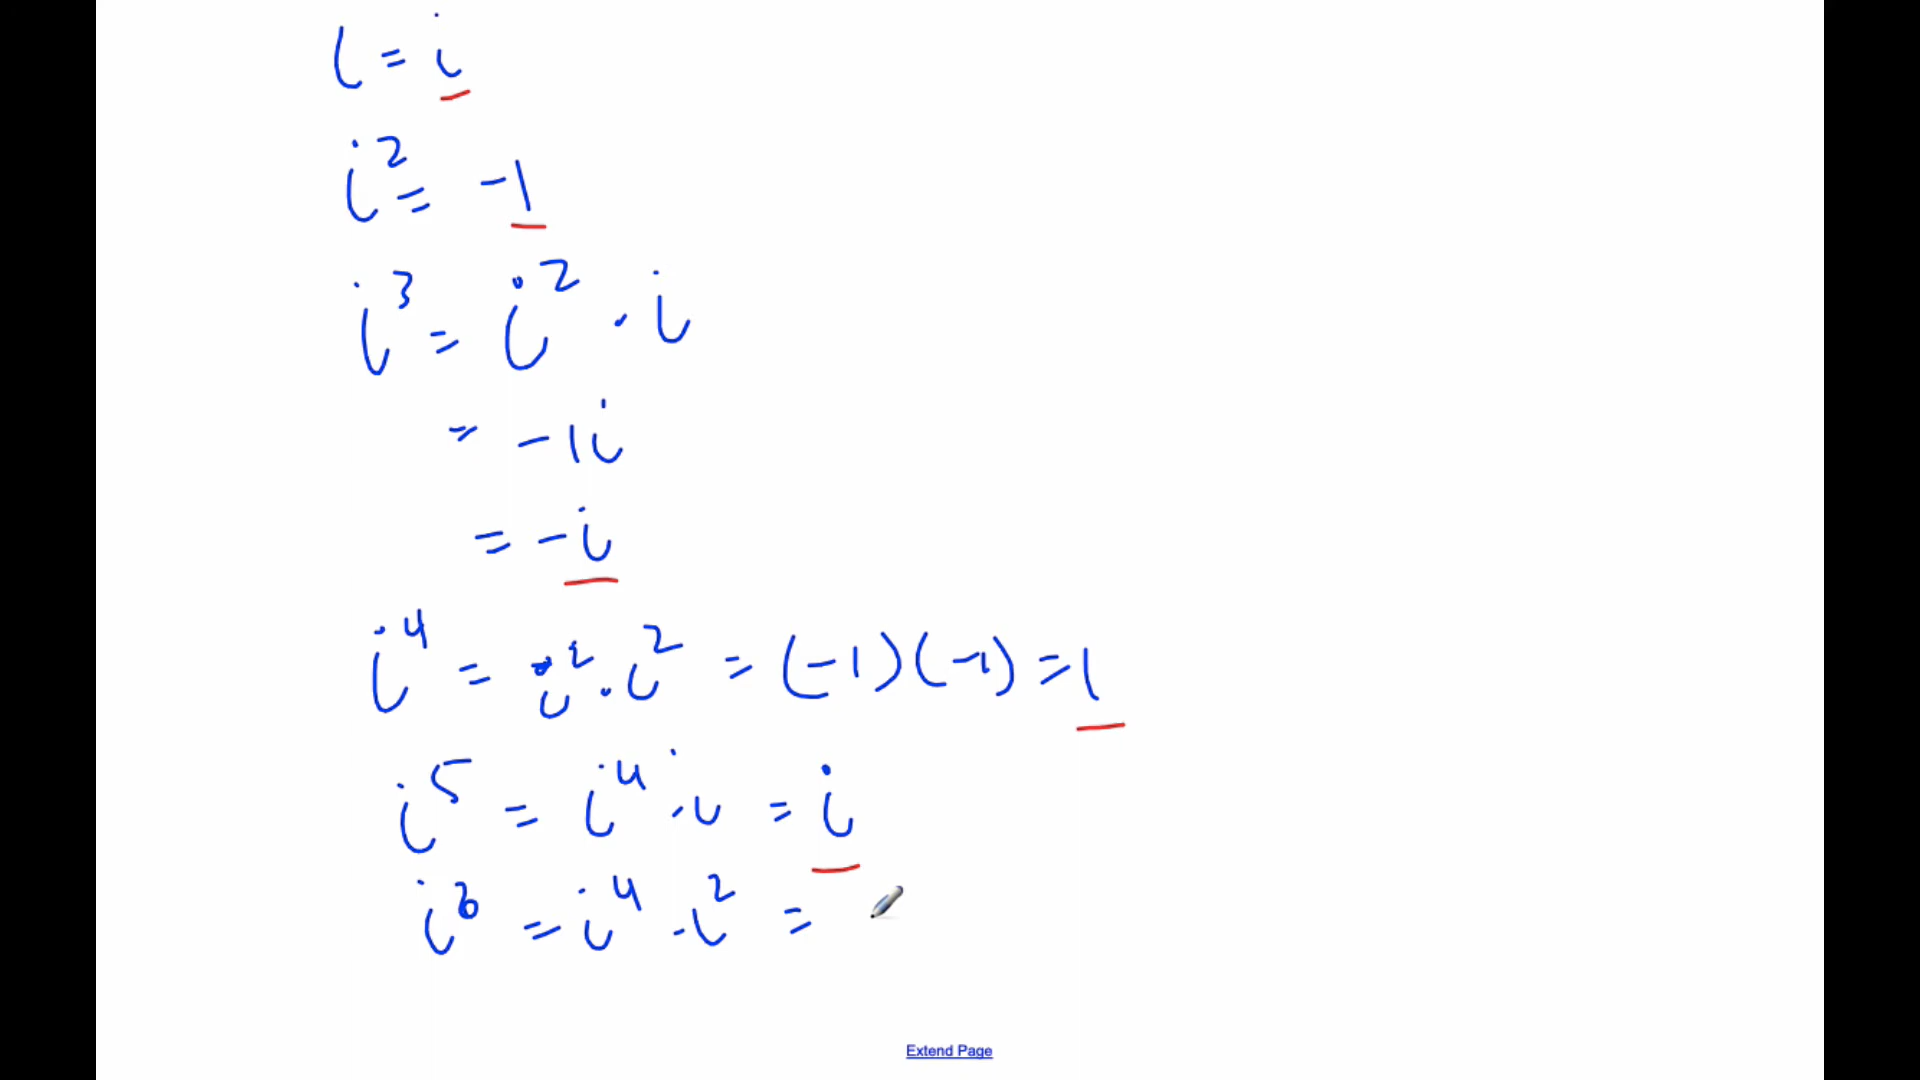 i = i
i² = -1
i³ = i² · i
= -1i
= -i
i⁴ = i² · i² = (-1)(-1) = 1
i⁵ = i⁴ · i = i
i⁶ = i⁴ · i² =
Extend Page